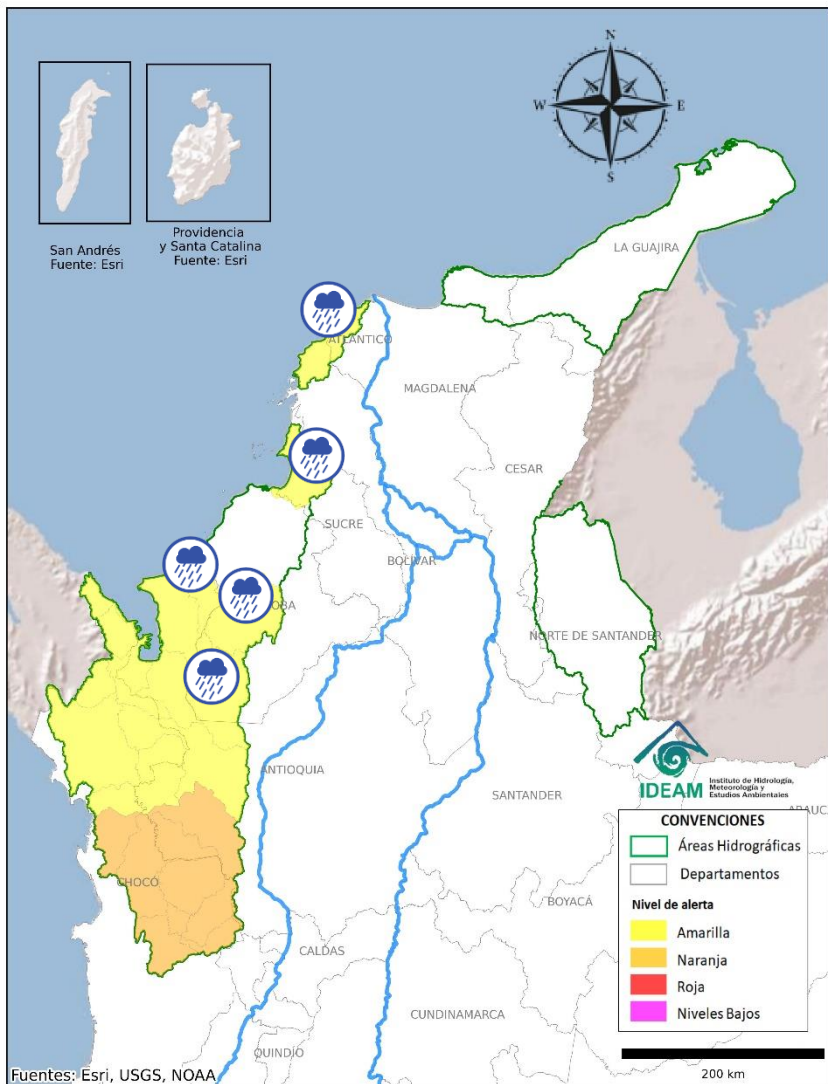 N
W
E
S
San Andrés
Fuente: Esri
Providencia
y Santa Catalina
Fuente: Esri
LA GUAJIRA
ATLÁNTICO
MAGDALENA
CESAR
SUCRE
BOLÍVAR
OBA
NORTE DE SANTANDER
ANTIOQUIA
SANTANDER
IDEAM
Instituto de Hidrología,
Meteorología y
Estudios Ambientales
ARAUC
CHOCÓ
BOYACÁ
CALDAS
CUNDINAMARCA
QUINDÍO
CONVENCIONES
Áreas Hidrográficas
Departamentos
Nivel de alerta
Amarilla
Naranja
Roja
Niveles Bajos
200 km
Fuentes: Esri, USGS, NOAA